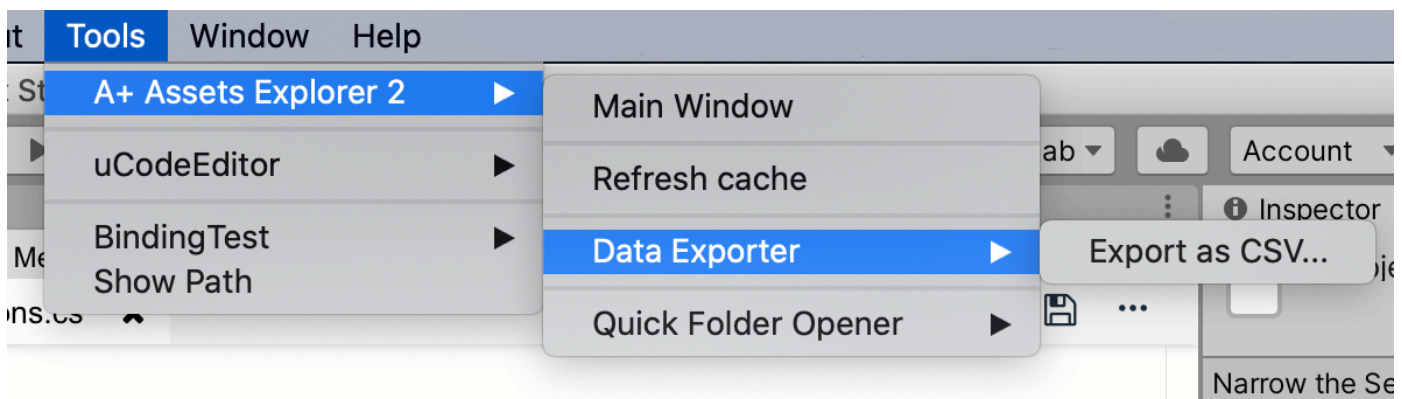 Tools Window Help
A+ Assets Explorer 2
Main Window
ab
Account
uCodeEditor
Refresh cache
Inspector
BindingTest
Data Exporter
Export as CSV...
Show Path
Quick Folder Opener
Narrow the Se